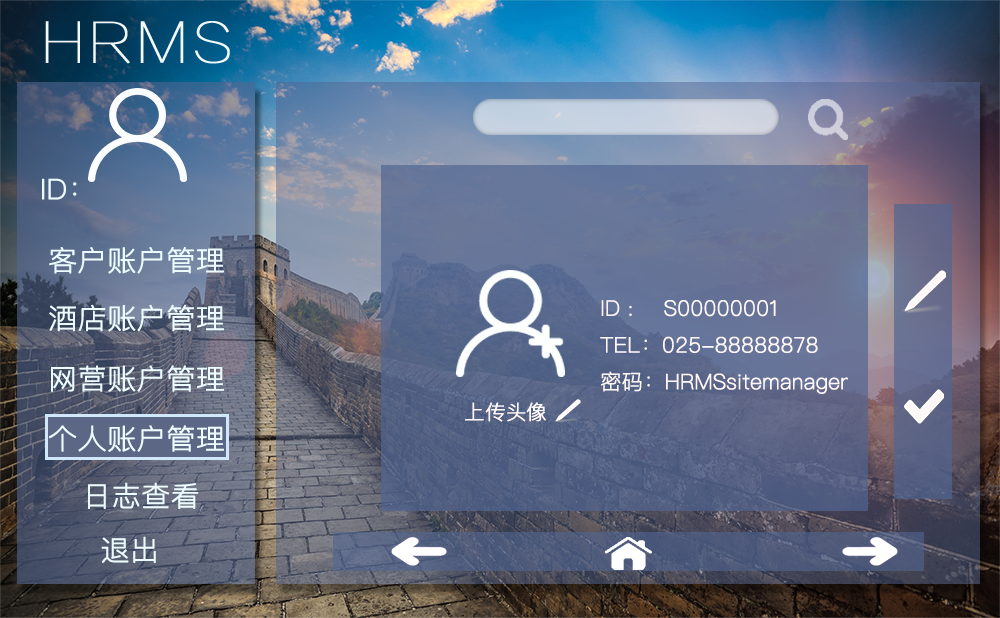 HRMS
ID：
客户账户管理
酒店账户管理
网营账户管理
个人账户管理
日志查看
退出
ID： S00000001
TEL：025-88888878
密码：HRMSsitemanager
上传头像